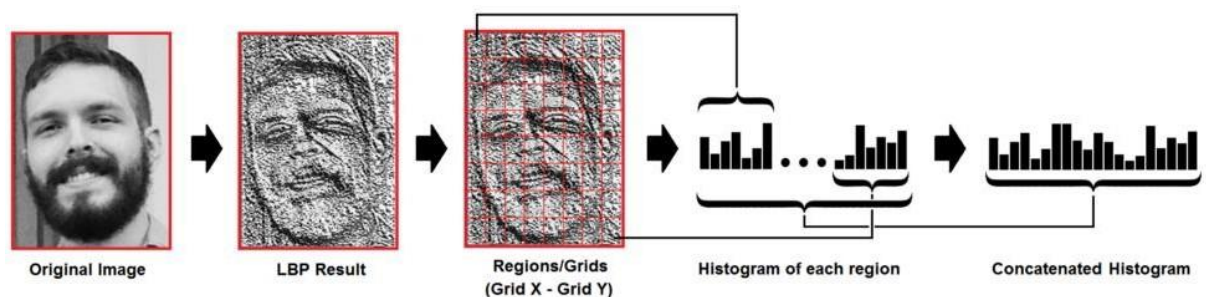 Original Image
LBP Result
Regions/Grids
(Grid X - Grid Y)
Histogram of each region
Concatenated Histogram